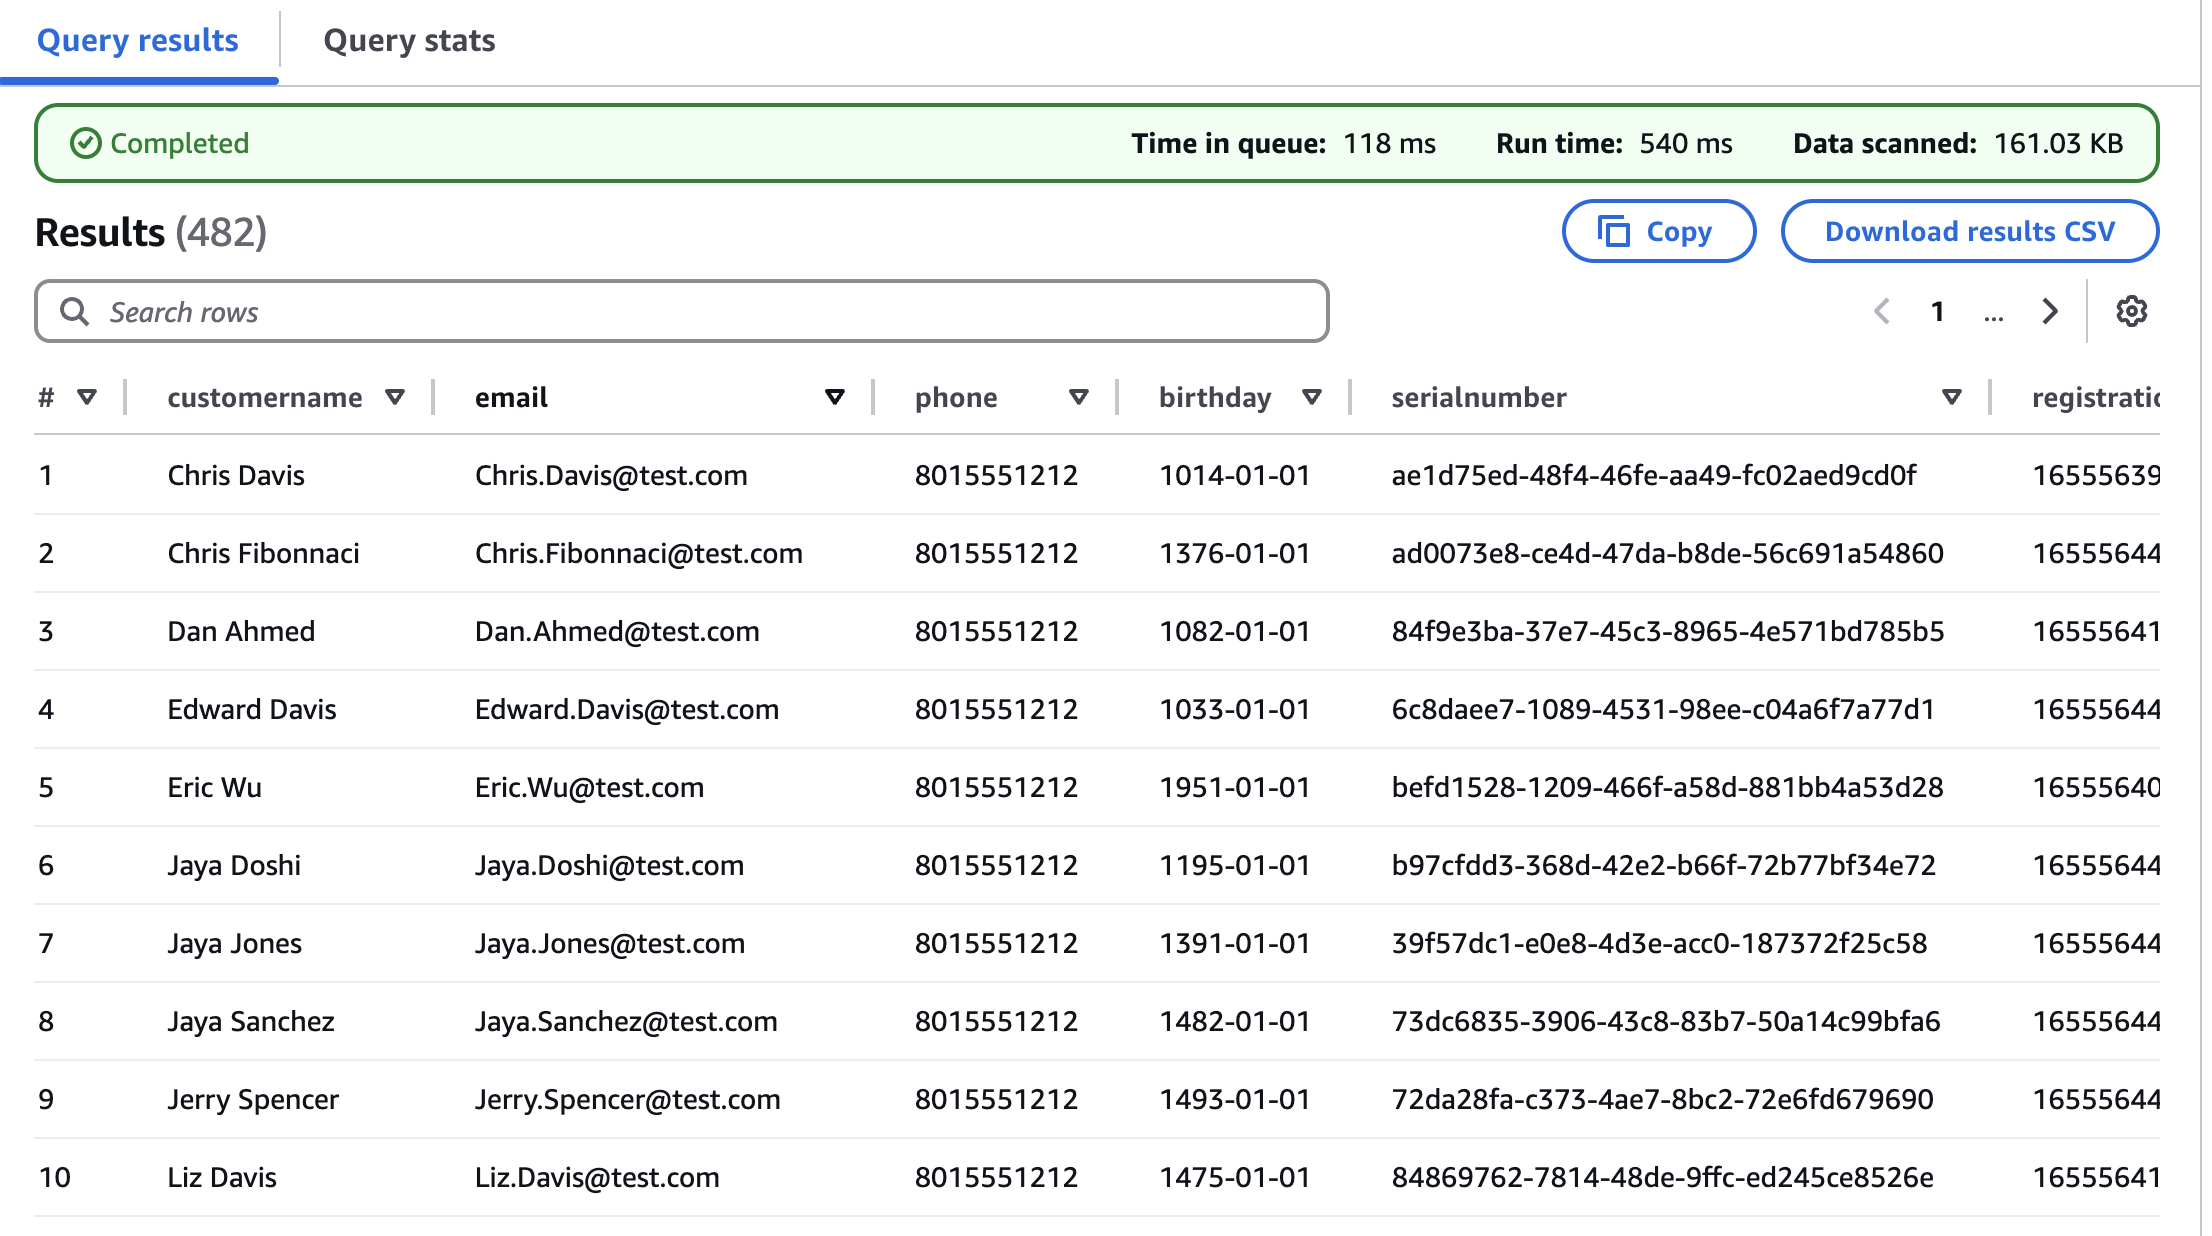 Query results Query stats
Completed Time in queue: 118 ms Run time: 540 ms Data scanned: 161.03 KB
Results (482) Copy Download results CSV
Search rows 1 ...
# customername email phone birthday serialnumber registratic
1 Chris Davis Chris.Davis@test.com 8015551212 1014-01-01 ae1d75ed-48f4-46fe-aa49-fc02aed9cd0f 16555639
2 Chris Fibonnaci Chris.Fibonnaci@test.com 8015551212 1376-01-01 ad0073e8-ce4d-47da-b8de-56c691a54860 16555644
3 Dan Ahmed Dan.Ahmed@test.com 8015551212 1082-01-01 84f9e3ba-37e7-45c3-8965-4e571bd785b5 16555641
4 Edward Davis Edward.Davis@test.com 8015551212 1033-01-01 6c8daee7-1089-4531-98ee-c04a6f7a77d1 16555644
5 Eric Wu Eric.Wu@test.com 8015551212 1951-01-01 befd1528-1209-466f-a58d-881bb4a53d28 16555640
6 Jaya Doshi Jaya.Doshi@test.com 8015551212 1195-01-01 b97cfdd3-368d-42e2-b66f-72b77bf34e72 16555644
7 Jaya Jones Jaya.Jones@test.com 8015551212 1391-01-01 39f57dc1-e0e8-4d3e-acc0-187372f25c58 16555644
8 Jaya Sanchez Jaya.Sanchez@test.com 8015551212 1482-01-01 73dc6835-3906-43c8-83b7-50a14c99bfa6 16555644
9 Jerry Spencer Jerry.Spencer@test.com 8015551212 1493-01-01 72da28fa-c373-4ae7-8bc2-72e6fd679690 16555644
10 Liz Davis Liz.Davis@test.com 8015551212 1475-01-01 84869762-7814-48de-9ffc-ed245ce8526e 16555641